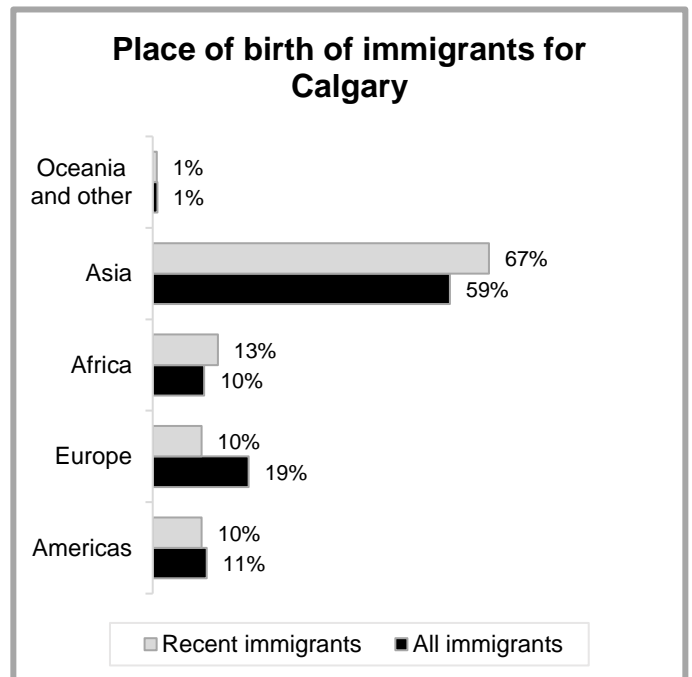 Place of birth of immigrants for
Calgary
Oceania
and other
1%
1%
Asia
67%
59%
Africa
13%
10%
Europe
10%
19%
Americas
10%
11%
Recent immigrants
All immigrants